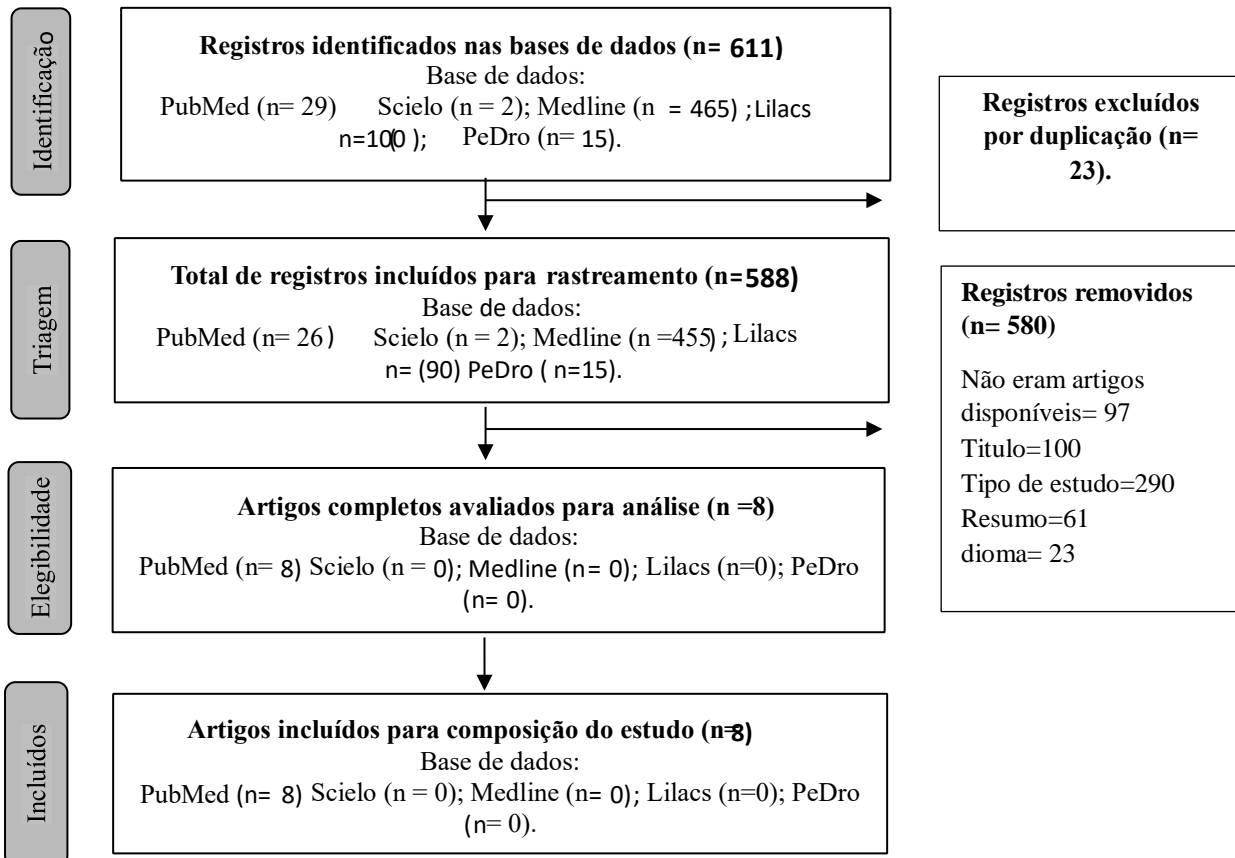 Identificação
Registros identificados nas bases de dados (n= 611)
Base de dados:
PubMed (n= 29) Scielo (n = 2); Medline (n = 465) ; Lilacs
n=100( ); PeDro (n= 15).
Registros excluídos
por duplicação (n=
23).
Triagem
Total de registros incluídos para rastreamento (n=588)
Base de dados:
PubMed (n= 26) Scielo (n = 2); Medline (n =455) ; Lilacs
n= (90) PeDro ( n=15).
Registros removidos
(n= 580)
Não eram artigos
disponíveis= 97
Titulo=100
Tipo de estudo=290
Resumo=61
dioma= 23
Elegibilidade
Artigos completos avaliados para análise (n =8)
Base de dados:
PubMed (n= 8) Scielo (n = 0); Medline (n= 0); Lilacs (n=0); PeDro
(n= 0).
Incluídos
Artigos incluídos para composição do estudo (n=8)
Base de dados:
PubMed (n= 8) Scielo (n = 0); Medline (n= 0); Lilacs (n=0); PeDro
(n= 0).